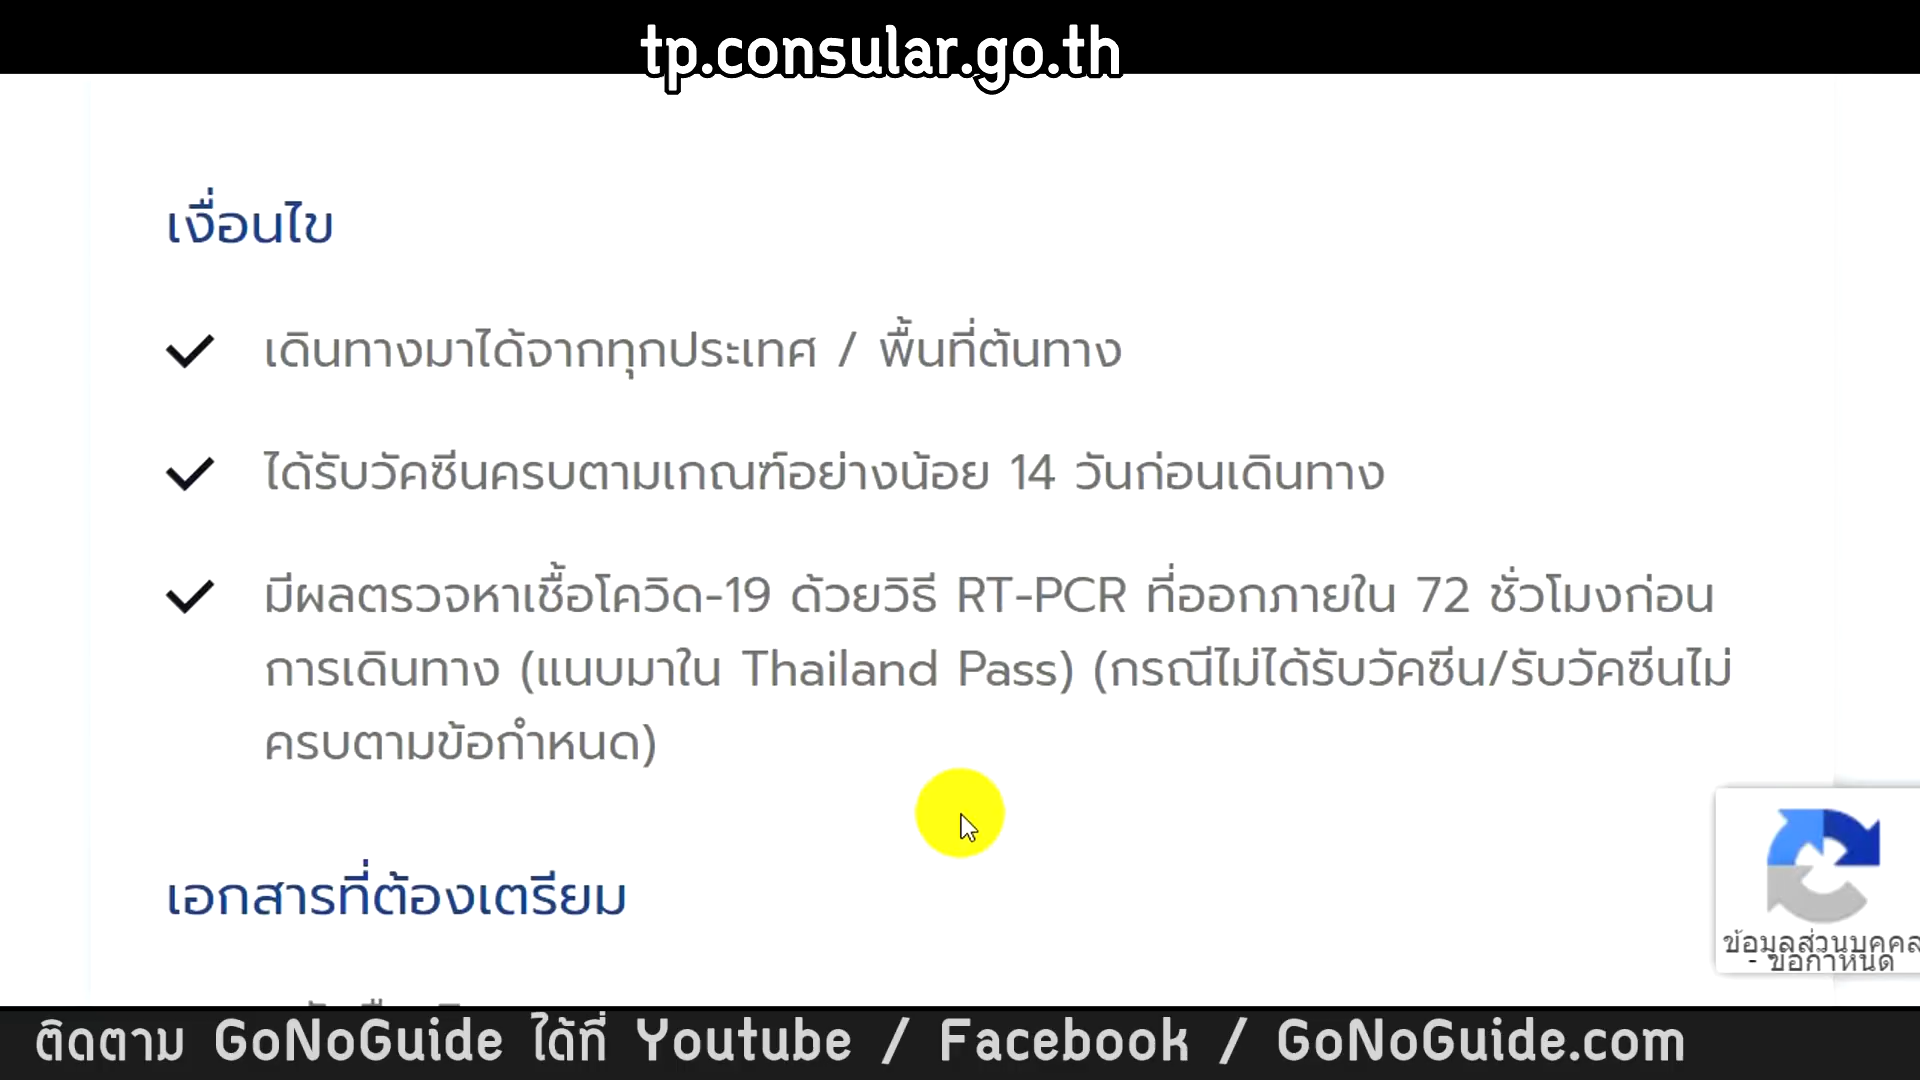 tp.consular.go.th
เงื่อนไข
เดินทางมาได้จากทุกประเทศ / พื้นที่ต้นทาง
ได้รับวัคซีนครบตามเกณฑ์อย่างน้อย 14 วันก่อนเดินทาง
มีผลตรวจหาเชื้อโควิด-19 ด้วยวิธี RT-PCR ที่ออกภายใน 72 ชั่วโมงก่อน
การเดินทาง (แนบมาใน Thailand Pass) (กรณีไม่ได้รับวัคซีน/รับวัคซีนไม่
ครบตามข้อกำหนด)
เอกสารที่ต้องเตรียม
ข้อมูลส่วนบุคคล
- ข้อกำหนด
ติดตาม GoNoGuide ได้ที่ Youtube / Facebook / GoNoGuide.com